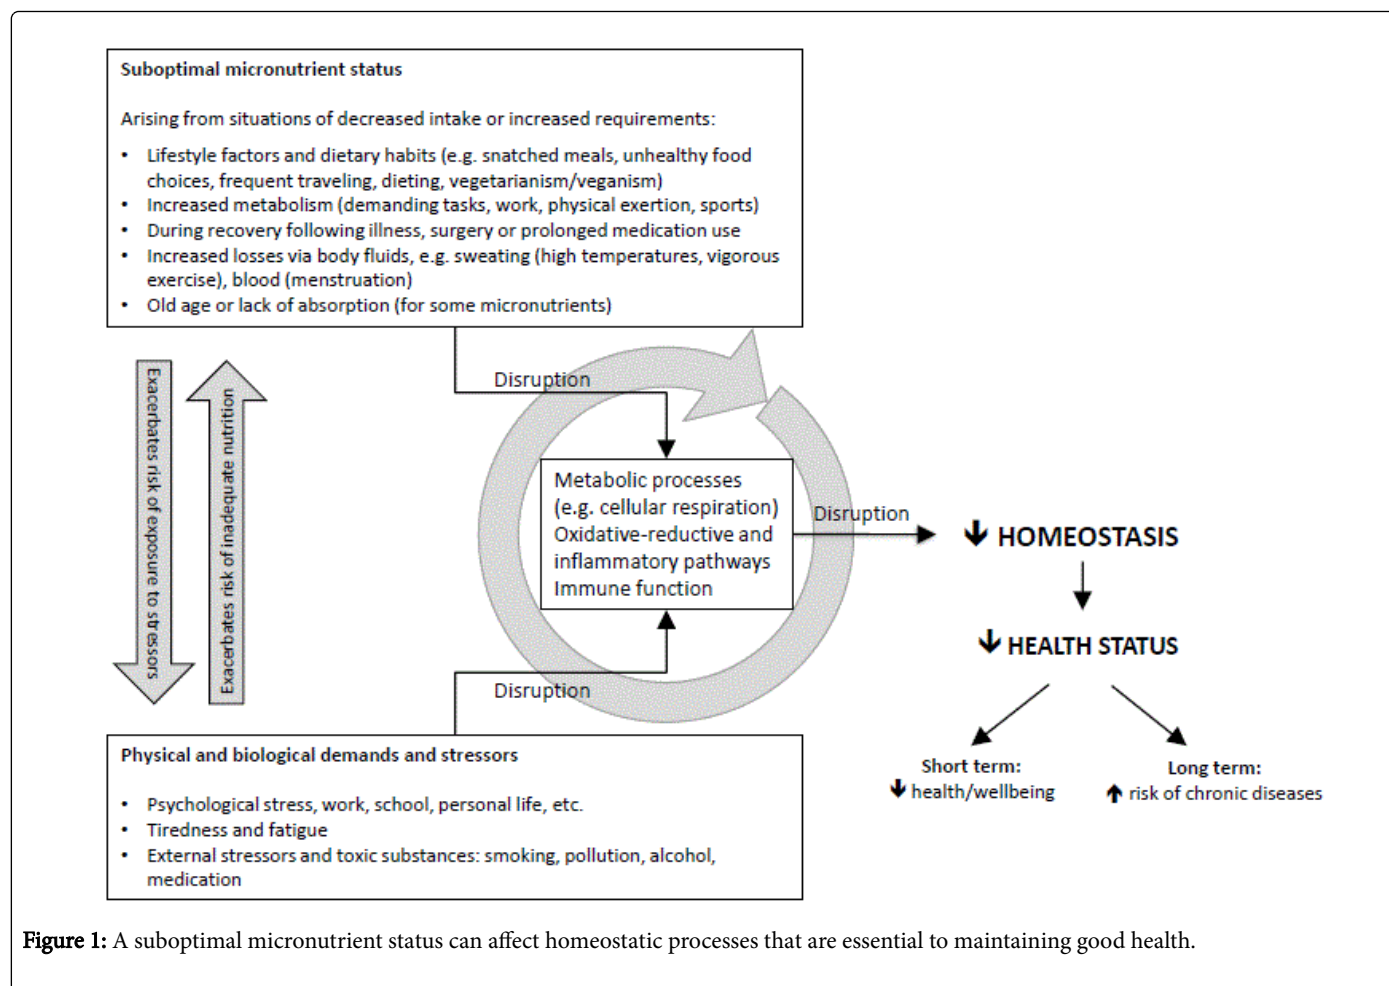 Suboptimal micronutrient status
Arising from situations of decreased intake or increased requirements:
• Lifestyle factors and dietary habits (e.g. snatched meals, unhealthy food
choices, frequent traveling, dieting, vegetarianism/veganism)
• Increased metabolism (demanding tasks, work, physical exertion, sports)
• During recovery following illness, surgery or prolonged medication use
• Increased losses via body fluids, e.g. sweating (high temperatures, vigorous
exercise), blood (menstruation)
• Old age or lack of absorption (for some micronutrients)
Exacerbates risk of exposure to stressors
Exacerbates risk of inadequate nutrition
Disruption
Metabolic processes
(e.g. cellular respiration)
Oxidative-reductive and
inflammatory pathways
Immune function
Disruption
Disruption
Physical and biological demands and stressors
• Psychological stress, work, school, personal life, etc.
• Tiredness and fatigue
• External stressors and toxic substances: smoking, pollution, alcohol,
medication
↓ HOMEOSTASIS
↓ HEALTH STATUS
Short term:
↓ health/wellbeing
Long term:
↑ risk of chronic diseases
Figure 1: A suboptimal micronutrient status can affect homeostatic processes that are essential to maintaining good health.